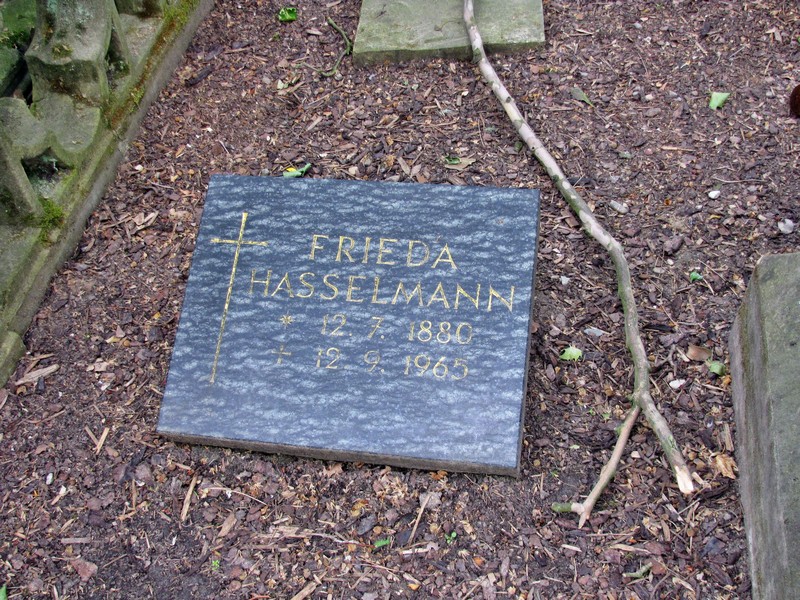 FRIEDA
HASSELMANN
* 12. 7. 1880
† 12. 9. 1965